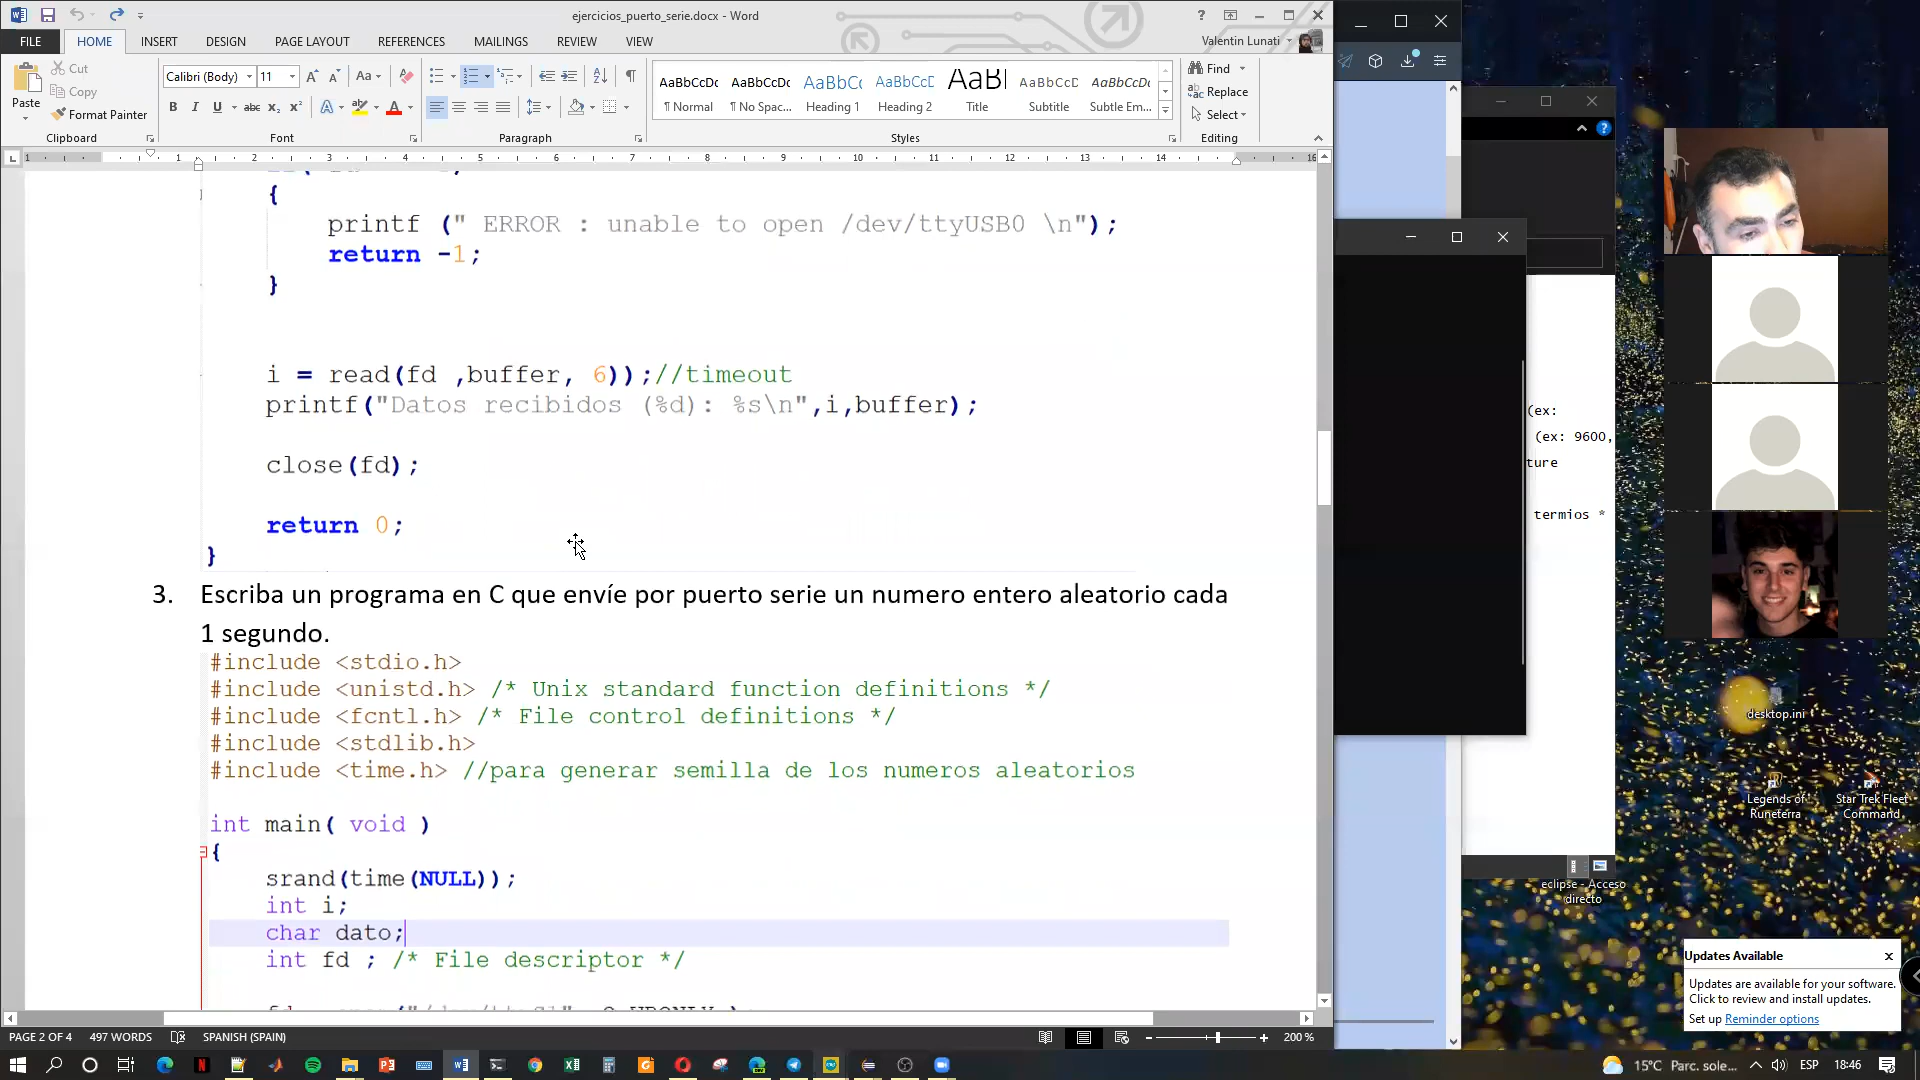 ejercicios_puerto_serie.docx - Word
FILE HOME INSERT DESIGN PAGE LAYOUT REFERENCES MAILINGS REVIEW VIEW
Valentin Lunati
Paste
Cut
Copy
Format Painter
Clipboard
Calibri (Body) 11
Font
Paragraph
AaBbCcDc AaBbCcDc AaBbCc AaBbCcE AaBI AaBbCcD AaBbCcDc
¶ Normal ¶ No Spac... Heading 1 Heading 2 Title Subtitle Subtle Em...
Styles
Find
Replace
Select
Editing
{
printf (" ERROR : unable to open /dev/ttyUSB0 \n");
return -1;
}
i = read(fd ,buffer, 6));//timeout
printf("Datos recibidos (%d): %s\n",i,buffer);
close(fd);
return 0;
}
3. Escriba un programa en C que envíe por puerto serie un numero entero aleatorio cada
1 segundo.
#include <stdio.h>
#include <unistd.h> /* Unix standard function definitions */
#include <fcntl.h> /* File control definitions */
#include <stdlib.h>
#include <time.h> //para generar semilla de los numeros aleatorios
int main( void )
{
srand(time(NULL));
int i;
char dato;
int fd ; /* File descriptor */
PAGE 2 OF 4 497 WORDS SPANISH (SPAIN)
200 %
(ex:
(ex: 9600,
ture
termios *
desktop.ini
Legends of
Runeterra
Star Trek Fleet
Command
eclipse - Acceso
directo
Updates Available
Updates are available for your software.
Click to review and install updates.
Set up Reminder options
15°C Parc. sole... ESP 18:46